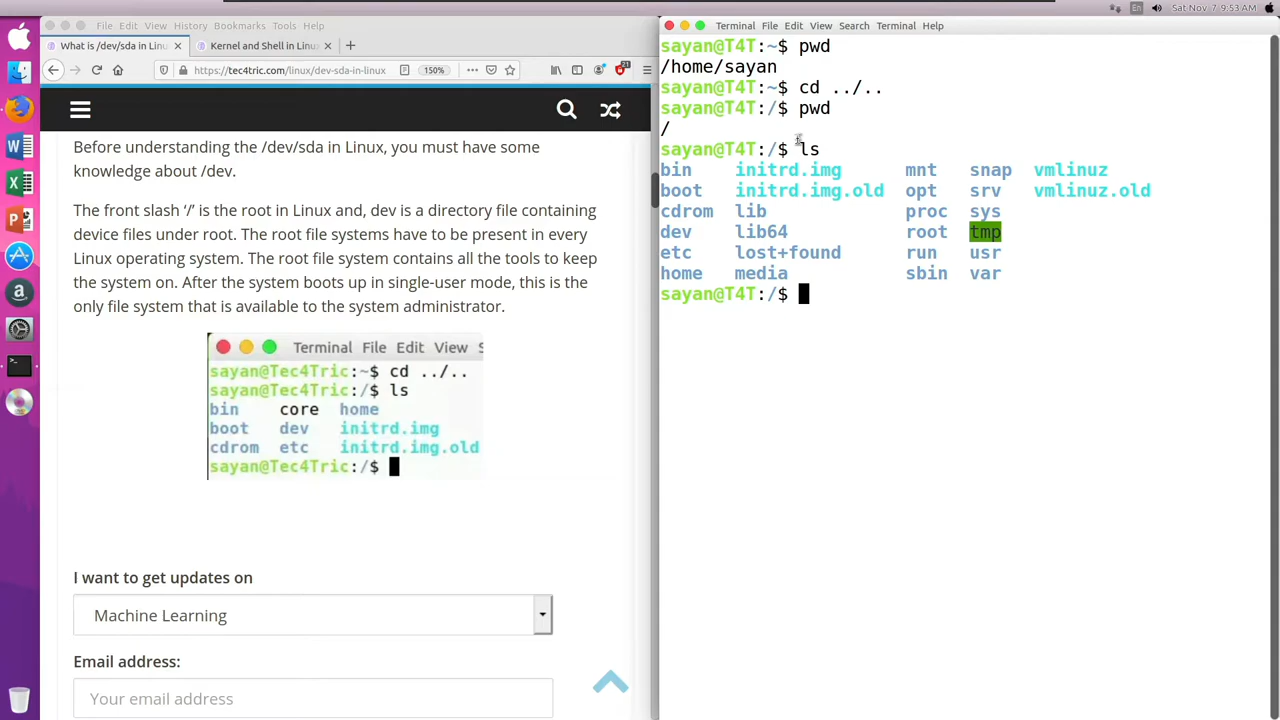 File Edit View History Bookmarks Tools Help
What is /dev/sda in Linu
Kernel and Shell in Linux
https://tec4tric.com/linux/dev-sda-in-linux
150%
21
Before understanding the /dev/sda in Linux, you must have some
knowledge about /dev.
The front slash ‘/’ is the root in Linux and, dev is a directory file containing
device files under root. The root file systems have to be present in every
Linux operating system. The root file system contains all the tools to keep
the system on. After the system boots up in single-user mode, this is the
only file system that is available to the system administrator.
Terminal File Edit View S
sayan@Tec4Tric:~$ cd ../..
sayan@Tec4Tric:/$ ls
bin core home
boot dev initrd.img
cdrom etc initrd.img.old
sayan@Tec4Tric:/$
I want to get updates on
Machine Learning
Email address:
Your email address
Terminal File Edit View Search Terminal Help
En
Sat Nov 7 9:53 AM
sayan@T4T:~$ pwd
/home/sayan
sayan@T4T:~$ cd ../..
sayan@T4T:/$ pwd
/
sayan@T4T:/$ ls
bin initrd.img mnt snap vmlinuz
boot initrd.img.old opt srv vmlinuz.old
cdrom lib proc sys
dev lib64 root tmp
etc lost+found run usr
home media sbin var
sayan@T4T:/$